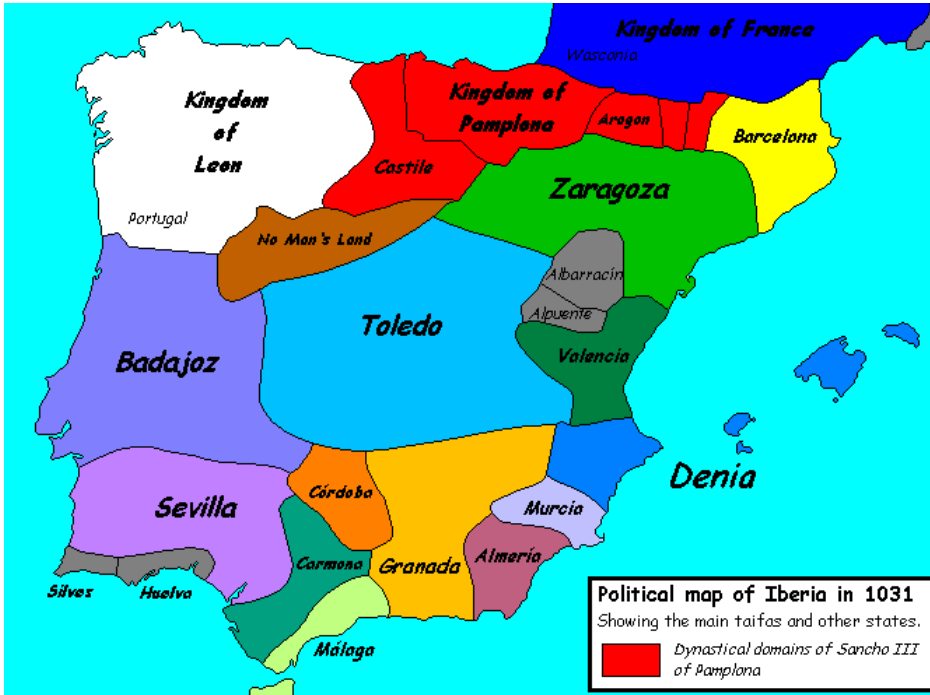 Kingdom of France
Wasconia
Kingdom
of
Leon
Kingdom of
Pamplona
Aragon
Barcelona
Castile
Zaragoza
Portugal
No Man's Land
Albarracín
Alpuente
Toledo
Valencia
Badajoz
Denia
Córdoba
Sevilla
Murcia
Carmona
Granada
Almería
Silves
Huelva
Málaga
Political map of Iberia in 1031
Showing the main taifas and other states.
Dynastical domains of Sancho III
of Pamplona